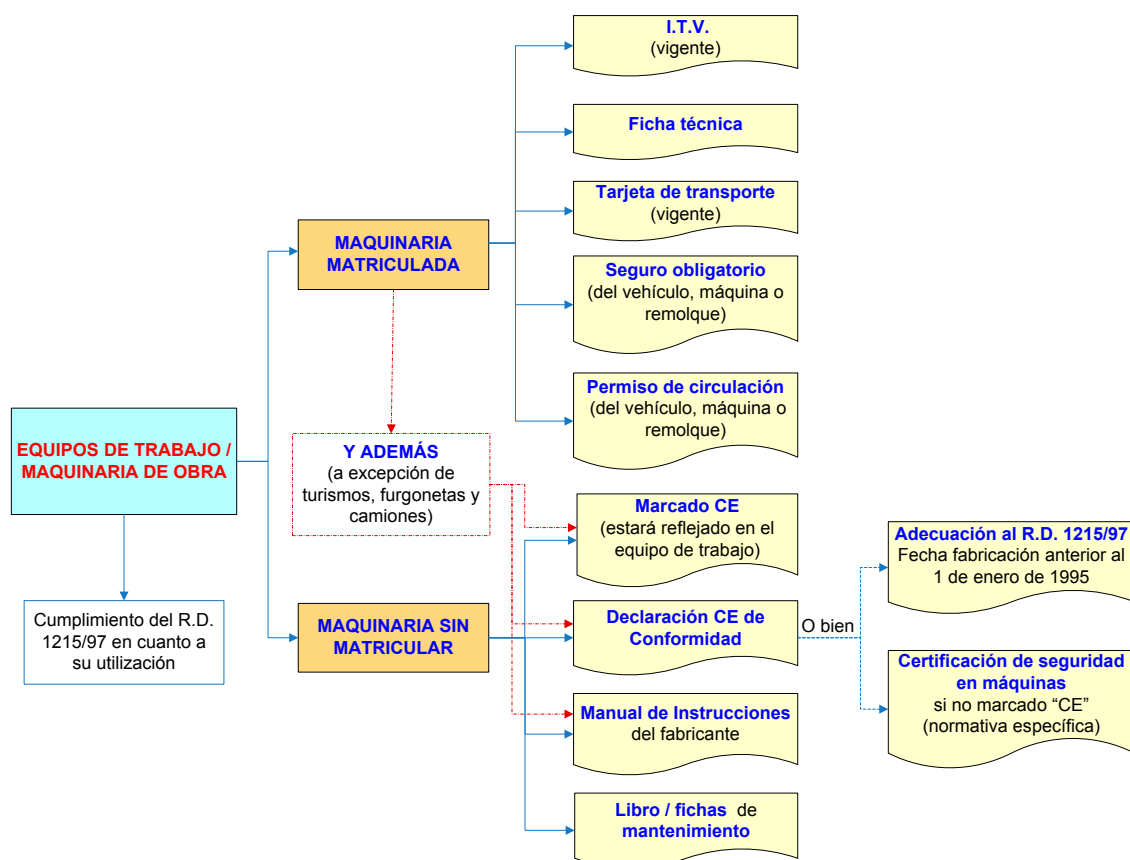 I.T.V.
(vigente)
Ficha técnica
Tarjeta de transporte
(vigente)
MAQUINARIA
MATRICULADA
Seguro obligatorio
(del vehículo, máquina o
remolque)
Permiso de circulación
(del vehículo, máquina o
remolque)
EQUIPOS DE TRABAJO /
MAQUINARIA DE OBRA
Y ADEMÁS
(a excepción de
turismos, furgonetas y
camiones)
Marcado CE
(estará reflejado en el
equipo de trabajo)
Adecuación al R.D. 1215/97
Fecha fabricación anterior al
1 de enero de 1995
Cumplimiento del R.D.
1215/97 en cuanto a
su utilización
MAQUINARIA SIN
MATRICULAR
Declaración CE de
Conformidad
O bien
Certificación de seguridad
en máquinas
si no marcado “CE”
(normativa específica)
Manual de Instrucciones
del fabricante
Libro / fichas de
mantenimiento